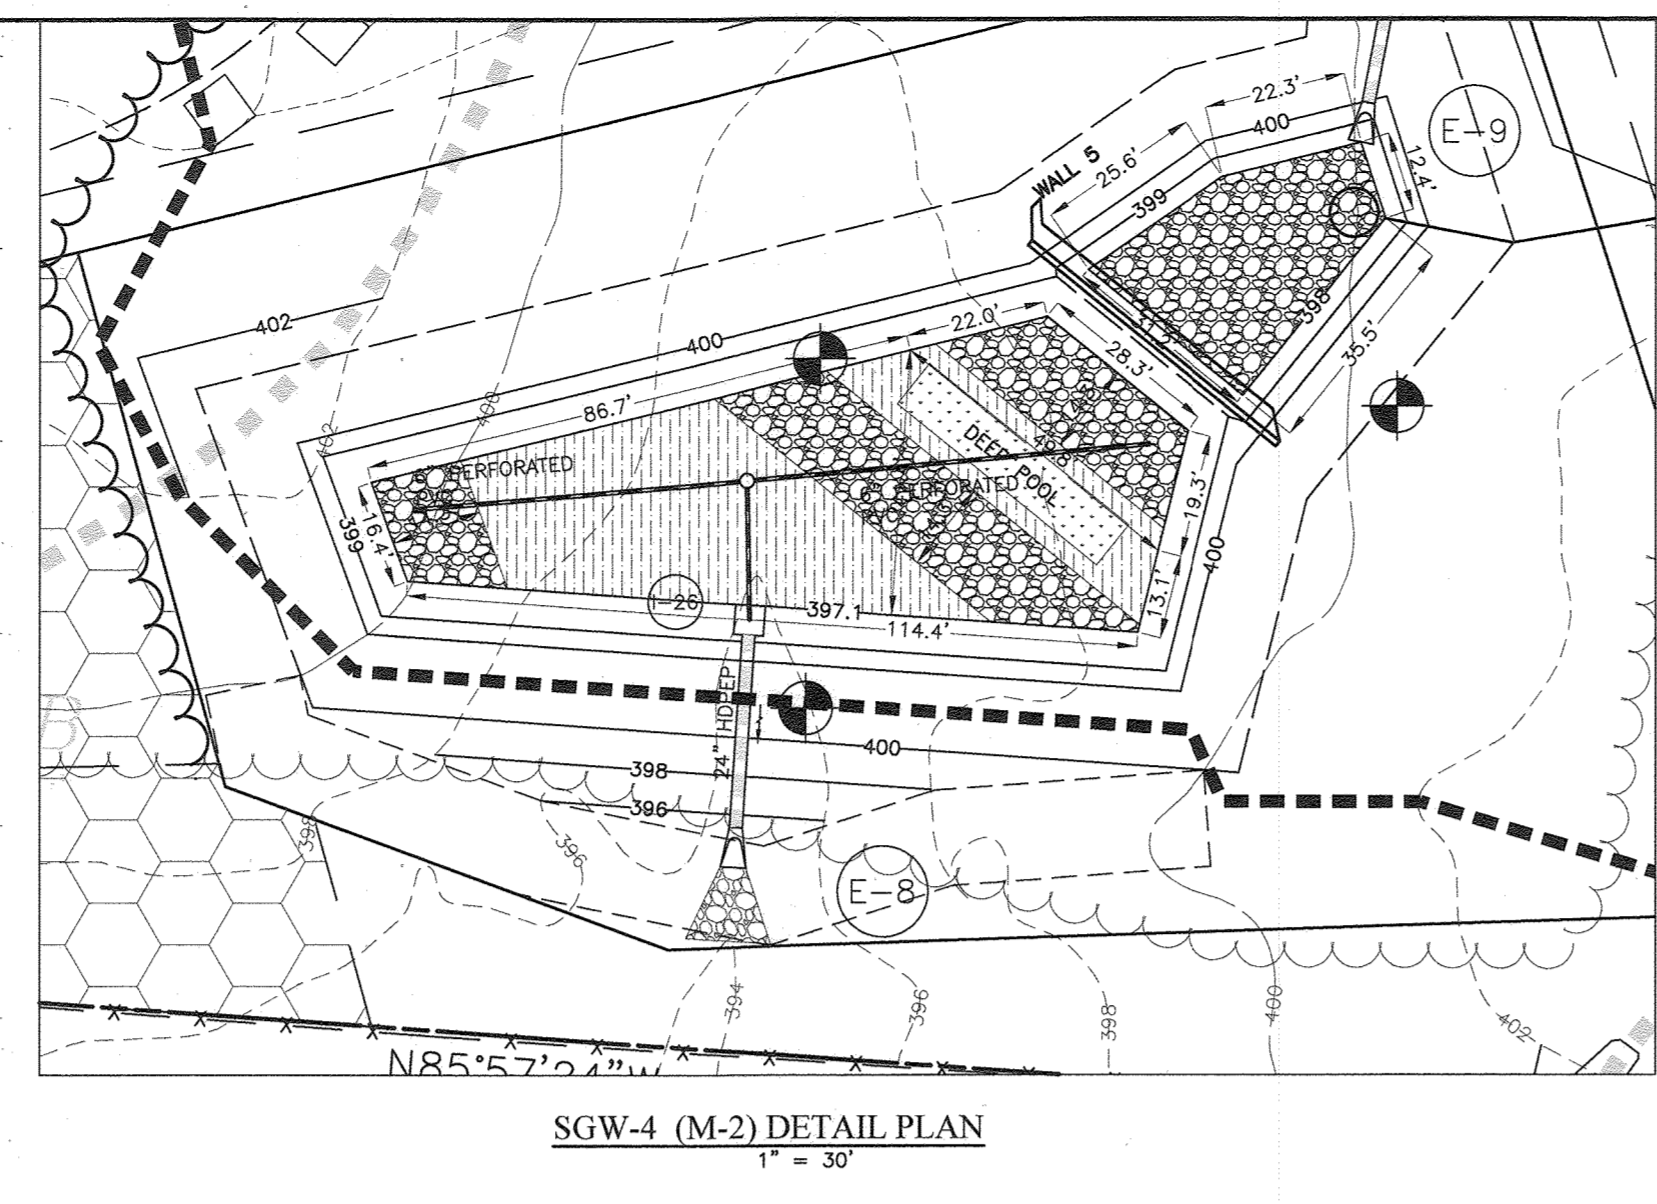 22.3'
400
E-9
12.4'
WALL 5
25.6'
399
398
35.5'
402
400
22.0'
28.3'
86.7'
402
400
6" PERFORATED
DEEP POOL
6" PERFORATED
19.3'
399
16.4'
400
13.1'
I-26
397.1
114.4'
24" HDPEP
B
400
398
396
398
396
E-8
394
396
398
400
402
N85°57'24"W
SGW-4 (M-2) DETAIL PLAN
1" = 30'